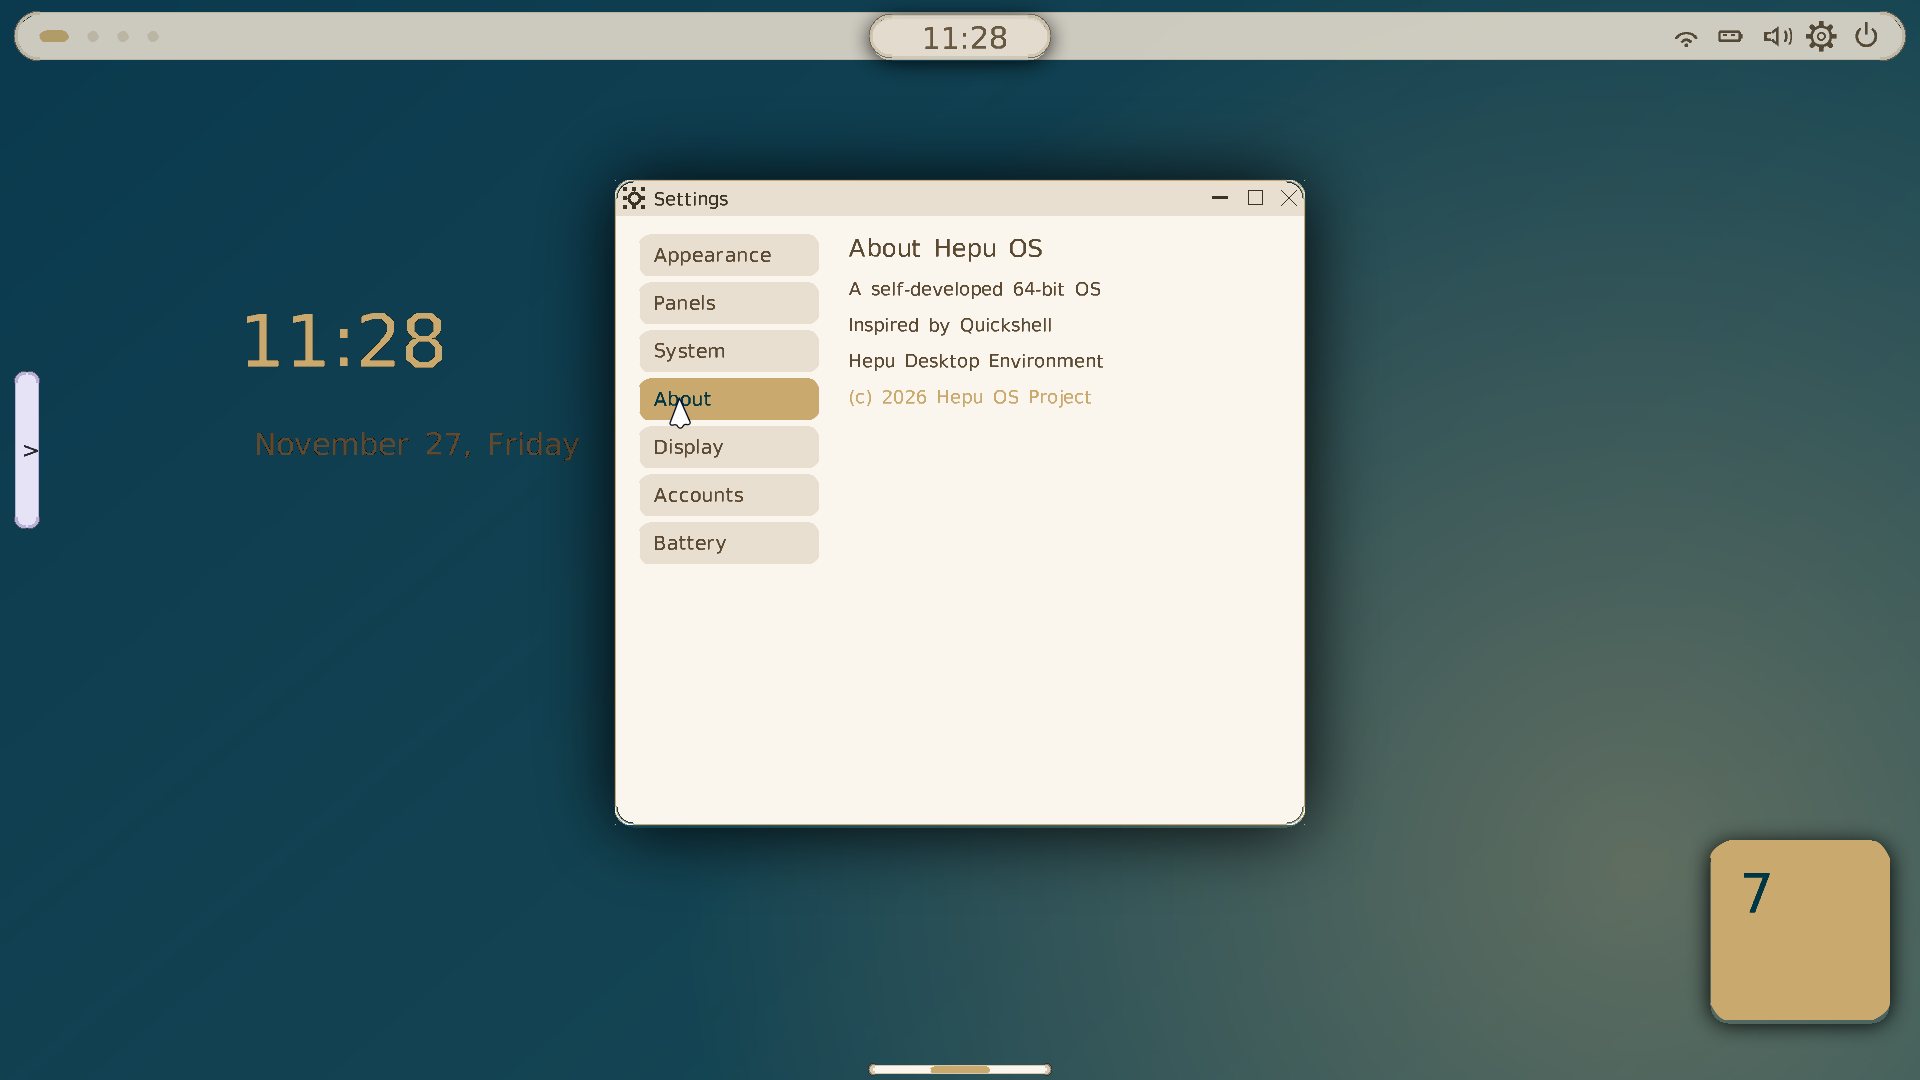 11:28
11:28
November 27, Friday
>
Settings
Appearance
Panels
System
About
Display
Accounts
Battery
About Hepu OS
A self-developed 64-bit OS
Inspired by Quickshell
Hepu Desktop Environment
(c) 2026 Hepu OS Project
7